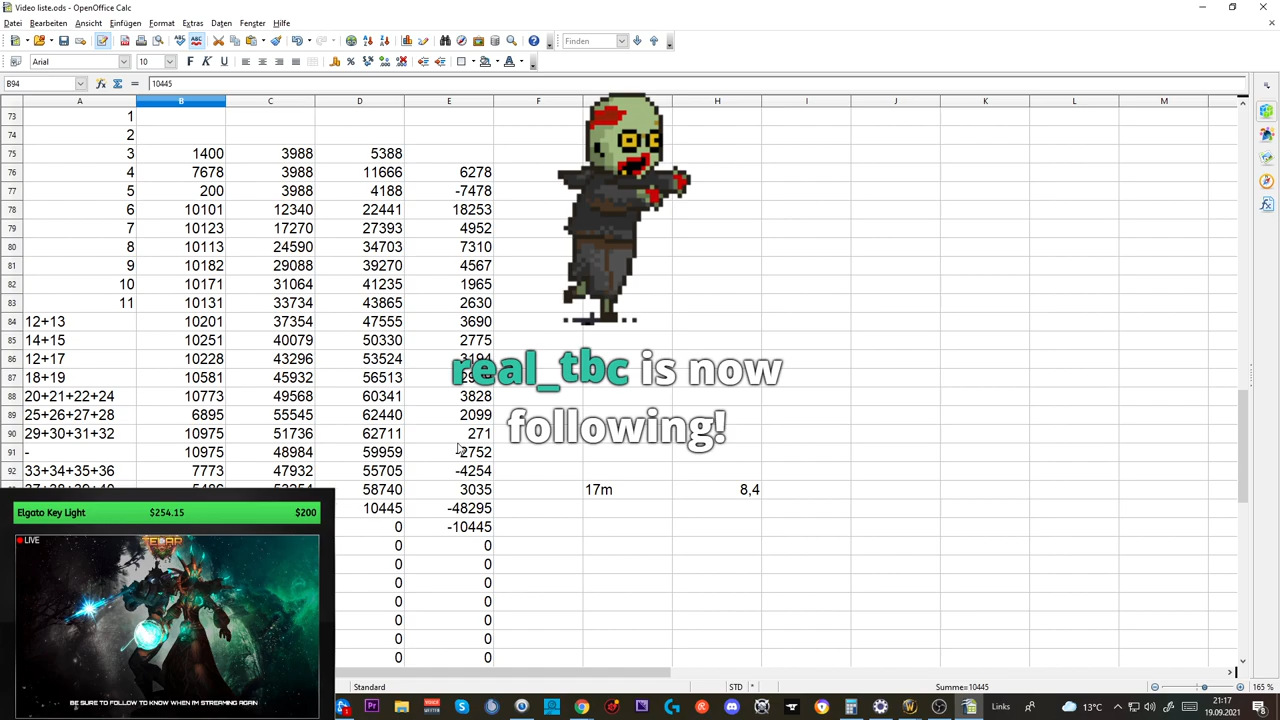 Video liste.ods - OpenOffice Calc
Datei Bearbeiten Ansicht Einfügen Format Extras Daten Fenster Hilfe
Finden
Arial 10
B94 10445
A B C D E F H I J K L M
73 1
74 2
75 3 1400 3988 5388
76 4 7678 3988 11666 6278
77 5 200 3988 4188 -7478
78 6 10101 12340 22441 18253
79 7 10123 17270 27393 4952
80 8 10113 24590 34703 7310
81 9 10182 29088 39270 4567
82 10 10171 31064 41235 1965
83 11 10131 33734 43865 2630
84 12+13 10201 37354 47555 3690
85 14+15 10251 40079 50330 2775
86 12+17 10228 43296 53524 3194
87 18+19 10581 45932 56513
88 20+21+22+24 10773 49568 60341 3828
89 25+26+27+28 6895 55545 62440 2099
90 29+30+31+32 10975 51736 62711 271
91 - 10975 48984 59959 -2752
92 33+34+35+36 7773 47932 55705 -4254
58740 3035 17m 8,4
10445 -48295
0 -10445
0 0
0 0
0 0
0 0
0 0
0 0
0 0
real_tbc is now
following!
Elgato Key Light $254.15 $200
LIVE
BE SURE TO FOLLOW TO KNOW WHEN I'M STREAMING AGAIN
Standard STD * Summe=10445 165 %
Links 13°C 21:17
19.09.2021